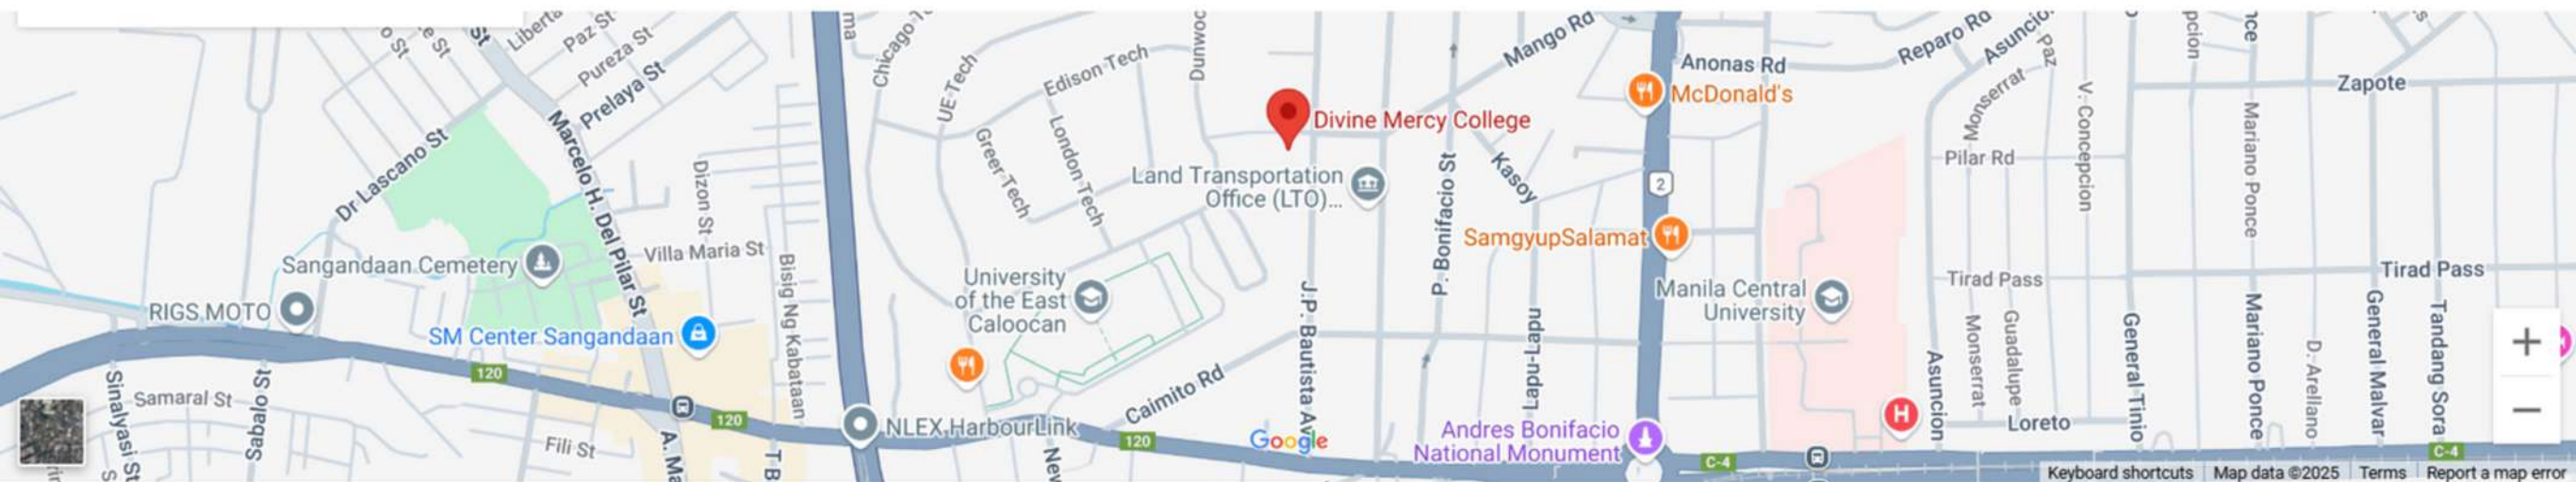 Paz St
Pureza St
Prelaya St
Marcelo H. Del Pilar St
Dr Lascano St
Dizon St
Villa Maria St
Bisig Ng Kabataan
Sangandaan Cemetery
RIGS MOTO
SM Center Sangandaan
120
120
Sinalyasi St
Samaral St
Sabalo St
Fili St
UE-Tech
Edison Tech
Greer-Tech
London-Tech
University
of the East
Caloocan
NLEX HarbourLink
Caimito Rd
120
Google
Divine Mercy College
Land Transportation
Office (LTO)...
J.P. Bautista Av
P. Bonifacio St
Kasoy
Mango Rd
Lapu-Lapu
McDonald's
2
SamgyupSalamat
Andres Bonifacio
National Monument
C-4
Manila Central
University
H
Anonas Rd
Reparo Rd
Monserrat
Paz
Pilar Rd
V. Concepcion
Tirad Pass
Monserrat
Guadalupe
Asuncion
Loreto
General Tinio
Mariano Ponce
Mariano Ponce
Zapote
Tirad Pass
D. Arellano
General Malvar
Tandang Sora
C-4
+
−
Keyboard shortcuts Map data ©2025 Terms Report a map error